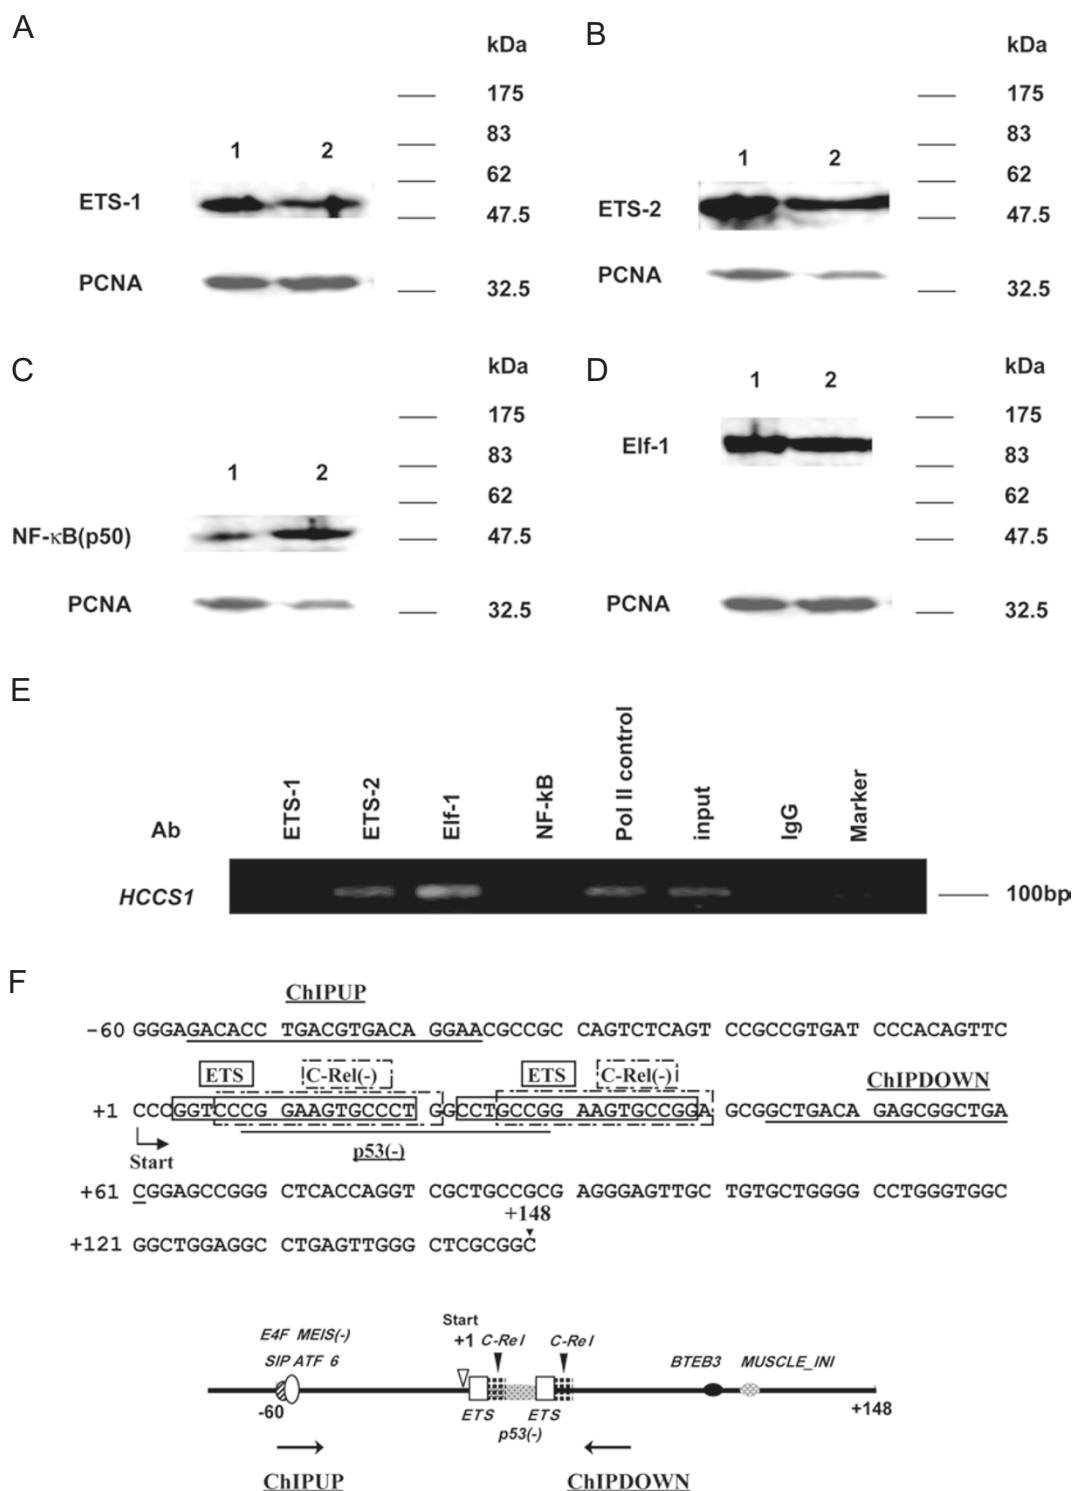 A
kDa
175
83
1 2
62
ETS-1
47.5
PCNA
32.5
B
kDa
175
83
1 2
62
ETS-2
47.5
PCNA
32.5
C
kDa
175
83
1 2
62
NF-κB(p50)
47.5
PCNA
32.5
D
kDa
1 2
175
Elf-1
83
62
47.5
PCNA
32.5
E
Ab ETS-1 ETS-2 Elf-1 NF-kB Pol II control input IgG Marker
HCCS1 100bp
F
ChIPUP
-60 GGGAGACACC TGACGTGACA GGAACGCCGC CAGTCTCAGT CCGCCGTGAT CCCACAGTTC
ETS C-Rel(-) ETS C-Rel(-) ChIPDOWN
+1 CCCGGTCCCG GAAGTGCCCT GGCCTGCCGG AAGTGCCGGA GCGGCTGACA GAGCGGCTGA
Start p53(-)
+61 CGGAGCCGGG CTCACCAGGT CGCTGCCGCG AGGGAGTTGC TGTGCTGGGG CCTGGGTGGC
+148
+121 GGCTGGAGGC CTGAGTTGGG CTCGCGGC
Start
E4F MEIS(-) +1 C-Rel C-Rel
SIP ATF 6 BTEB3 MUSCLE_INI
-60 ETS ETS +148
p53(-)
ChIPUP ChIPDOWN